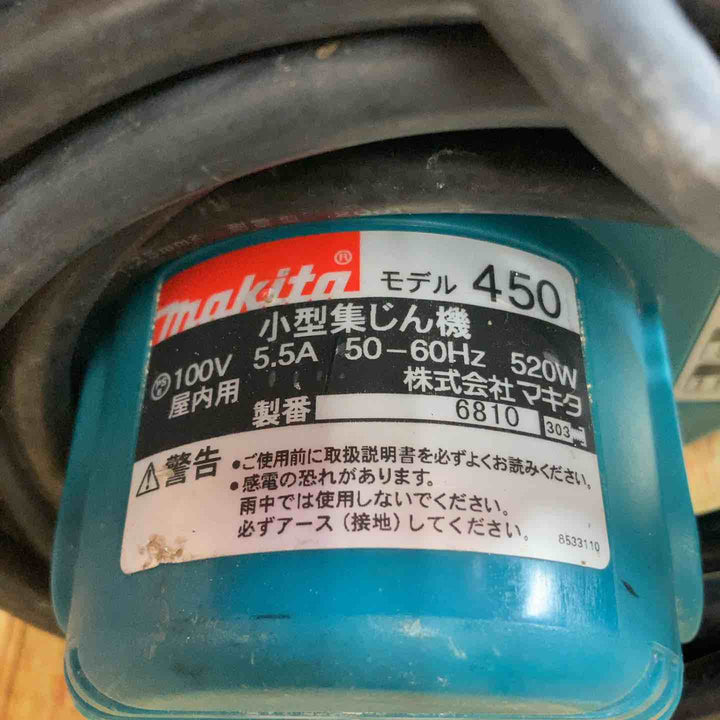 mm2
makita® モデル 450
小型集じん機
100V 5.5A 50-60Hz 520W
屋内用 株式会社 マキタ
製番 6810 303
⚠警告 •ご使用前に取扱説明書を必ずよくお読みください。
•感電の恐れがあります。
雨中では使用しないでください。
必ずアース（接地）してください。
8533110